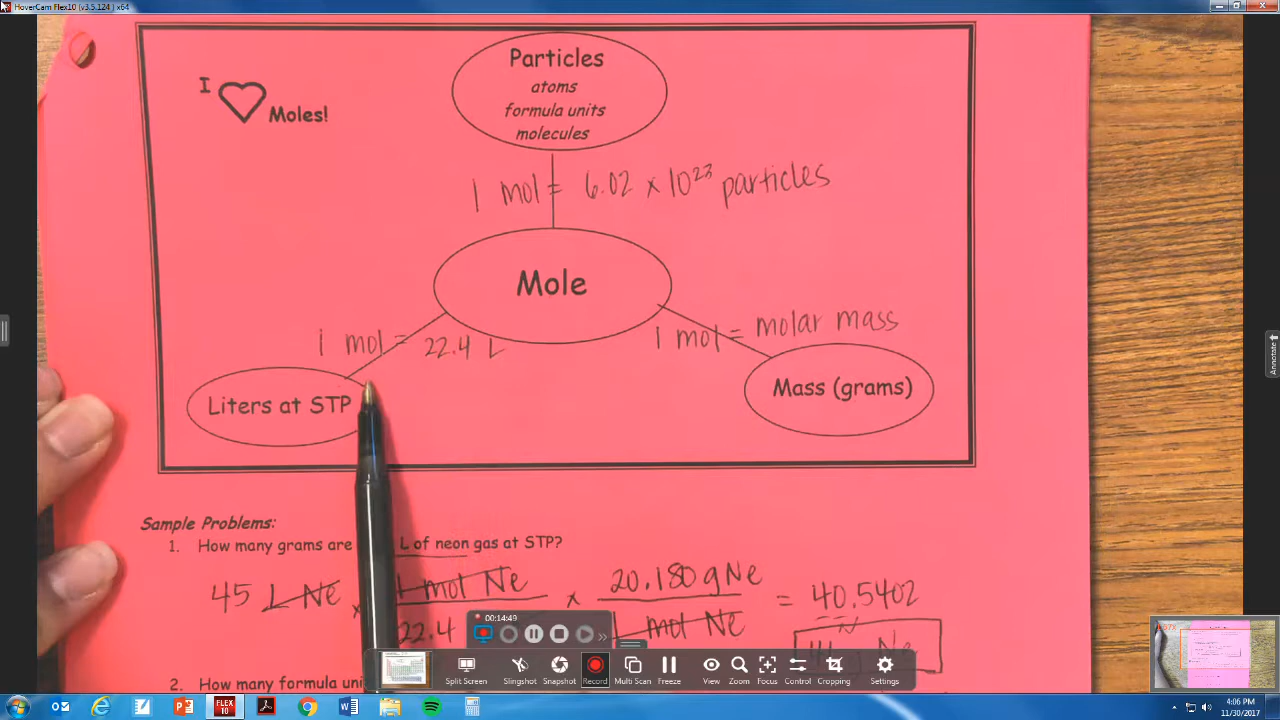 HoverCam Flex10 (v3.5.124) x64
Particles
atoms
formula units
molecules
I Moles!
1 mol = 6.02 x 10²³ particles
Mole
1 mol = 22.4 L
1 mol = molar mass
Liters at STP
Mass (grams)
Annotate
Sample Problems:
1. How many grams are L of neon gas at STP?
45 L Ne x 1 mol Ne x 20.180 g Ne = 40.5402
22.4 1 mol Ne
00:14:49
Split Screen Slingshot Snapshot Record Multi Scan Freeze View Zoom Focus Control Cropping Settings
2. How many formula uni
FLEX 10
4:06 PM
11/30/2017